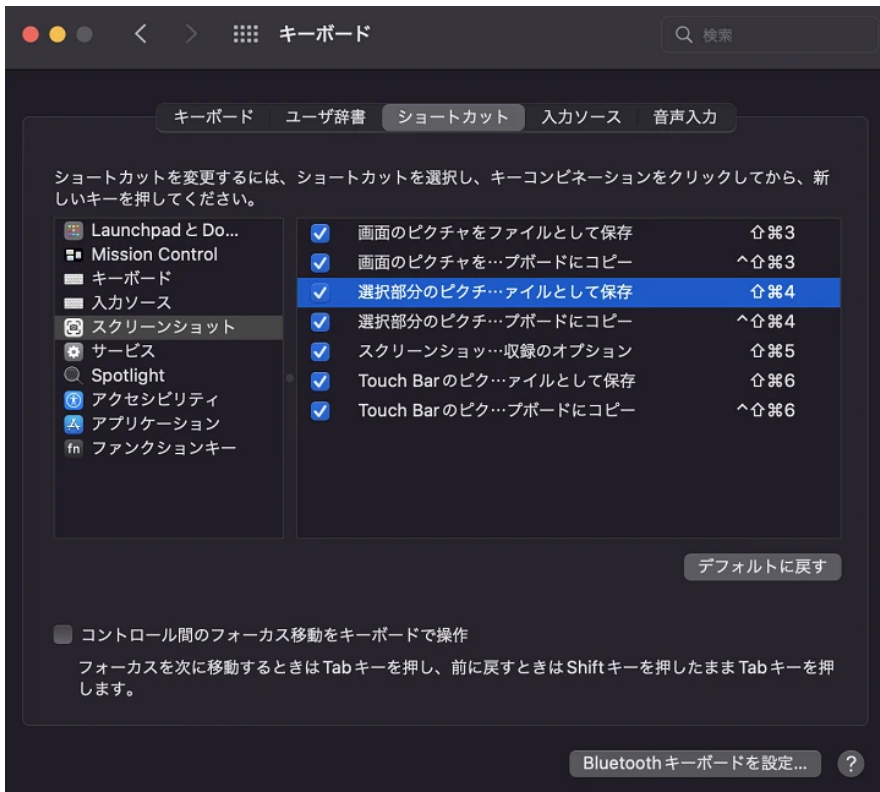 キーボード
検索
キーボード ユーザ辞書 ショートカット 入力ソース 音声入力
ショートカットを変更するには、ショートカットを選択し、キーコンビネーションをクリックしてから、新
しいキーを押してください。
LaunchpadとDo...
Mission Control
キーボード
入力ソース
スクリーンショット
サービス
Spotlight
アクセシビリティ
アプリケーション
fn ファンクションキー
画面のピクチャをファイルとして保存 ⇧⌘3
画面のピクチャを…プボードにコピー ^⇧⌘3
選択部分のピクチ…ァイルとして保存 ⇧⌘4
選択部分のピクチ…プボードにコピー ^⇧⌘4
スクリーンショッ…収録のオプション ⇧⌘5
Touch Barのピク…ァイルとして保存 ⇧⌘6
Touch Barのピク…プボードにコピー ^⇧⌘6
デフォルトに戻す
コントロール間のフォーカス移動をキーボードで操作
フォーカスを次に移動するときはTabキーを押し、前に戻すときはShiftキーを押したままTabキーを押
します。
Bluetoothキーボードを設定... ?